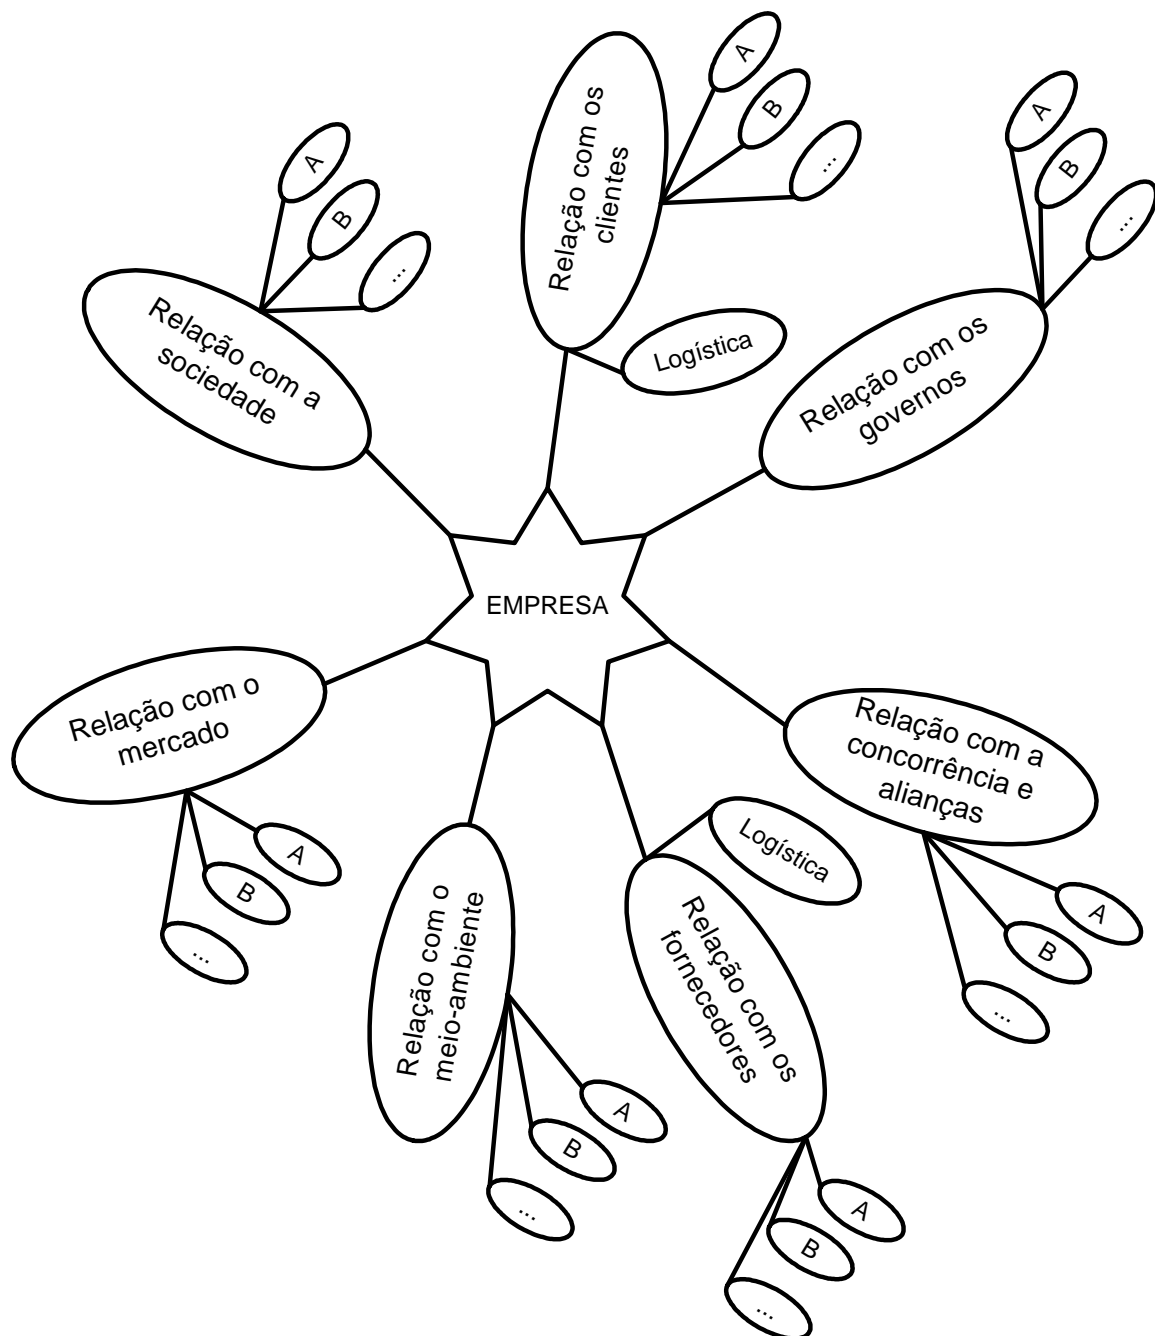 A
B
...
Relação com os
clientes
Logística
A
B
...
Relação com a
sociedade
A
B
...
Relação com os
governos
EMPRESA
Relação com o
mercado
A
B
...
Relação com a
concorrência e
alianças
A
B
...
Relação com o
meio-ambiente
A
B
...
Logística
Relação com os
fornecedores
A
B
...